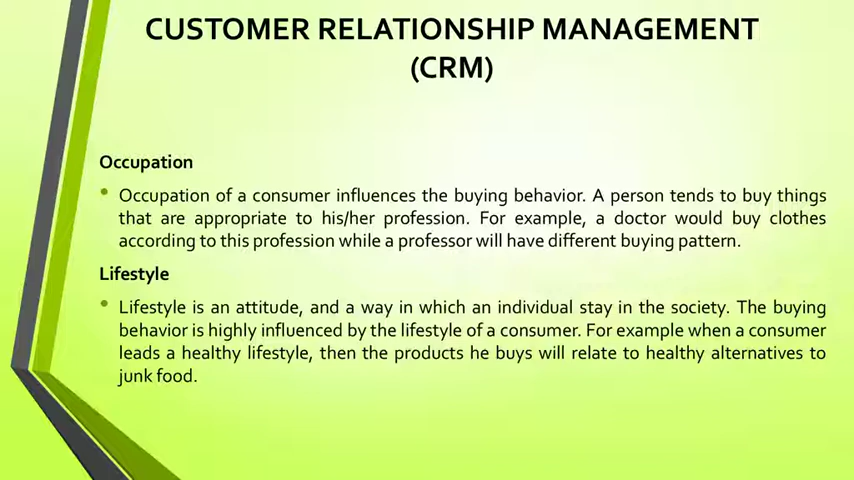 CUSTOMER RELATIONSHIP MANAGEMENT
(CRM)
Occupation
• Occupation of a consumer influences the buying behavior. A person tends to buy things
that are appropriate to his/her profession. For example, a doctor would buy clothes
according to this profession while a professor will have different buying pattern.
Lifestyle
• Lifestyle is an attitude, and a way in which an individual stay in the society. The buying
behavior is highly influenced by the lifestyle of a consumer. For example when a consumer
leads a healthy lifestyle, then the products he buys will relate to healthy alternatives to
junk food.